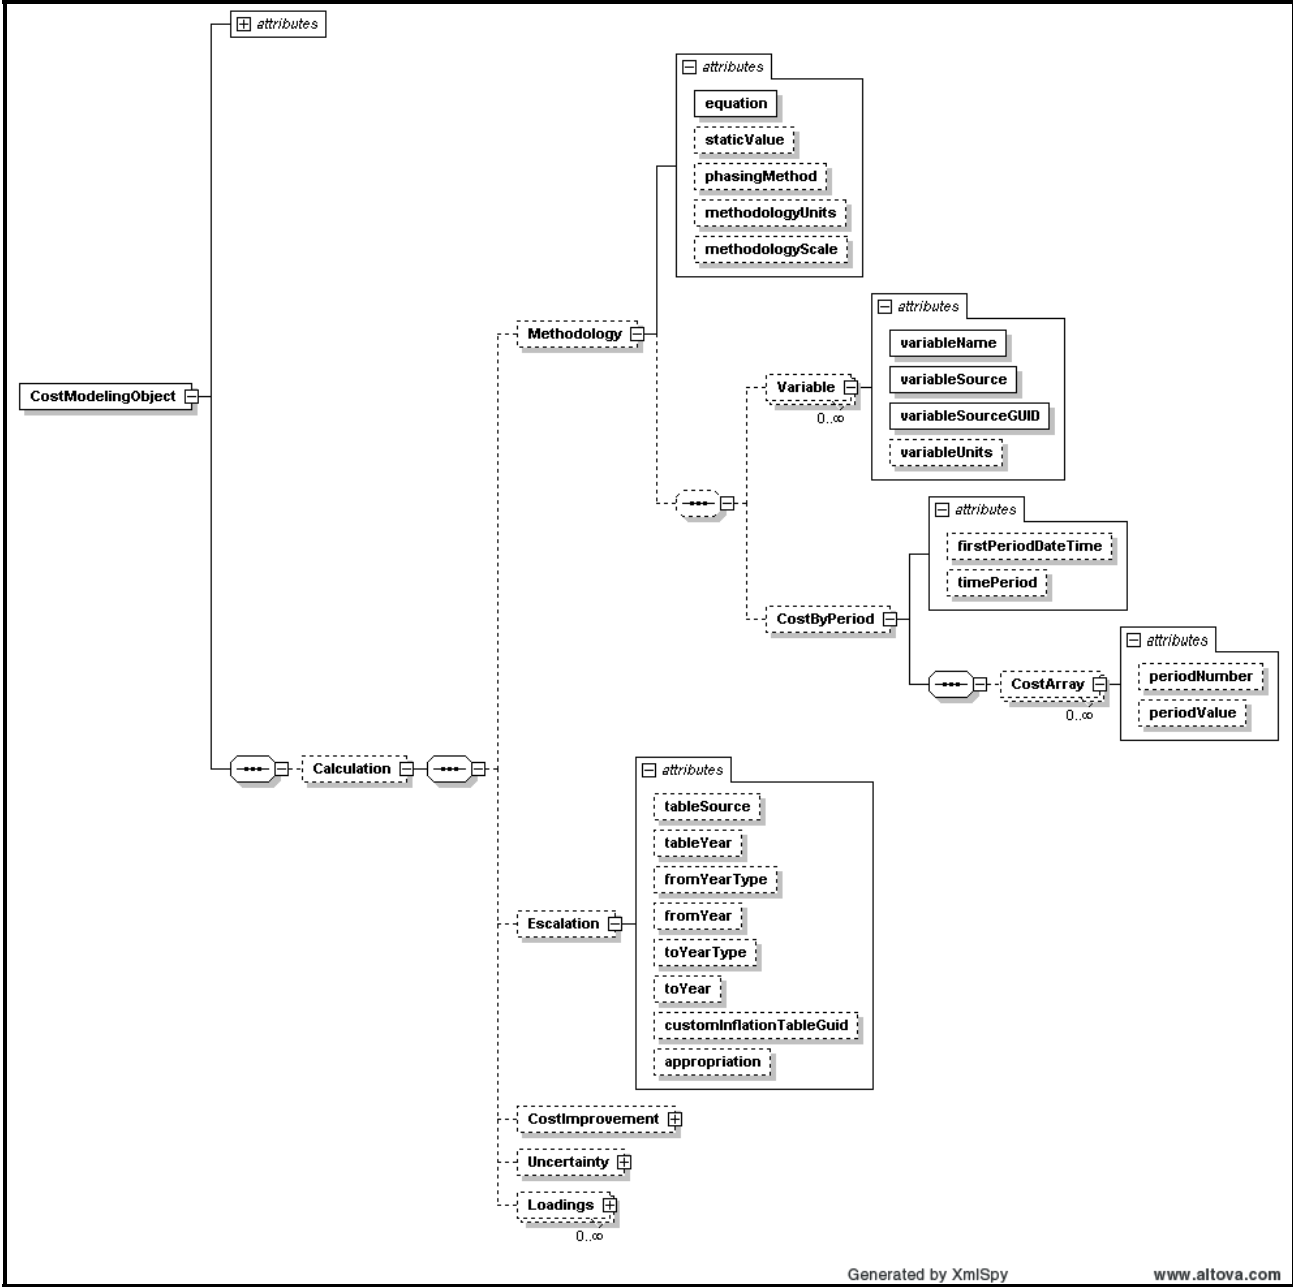 attributes
attributes
equation
staticValue
phasingMethod
methodologyUnits
methodologyScale
Methodology
attributes
variableName
variableSource
variableSourceGUID
variableUnits
Variable
0..∞
CostModelingObject
attributes
firstPeriodDateTime
timePeriod
CostByPeriod
attributes
periodNumber
periodValue
CostArray
0..∞
Calculation
attributes
tableSource
tableYear
fromYearType
fromYear
toYearType
toYear
customInflationTableGuid
appropriation
Escalation
CostImprovement
Uncertainty
Loadings
0..∞
Generated by XmlSpy www.altova.com